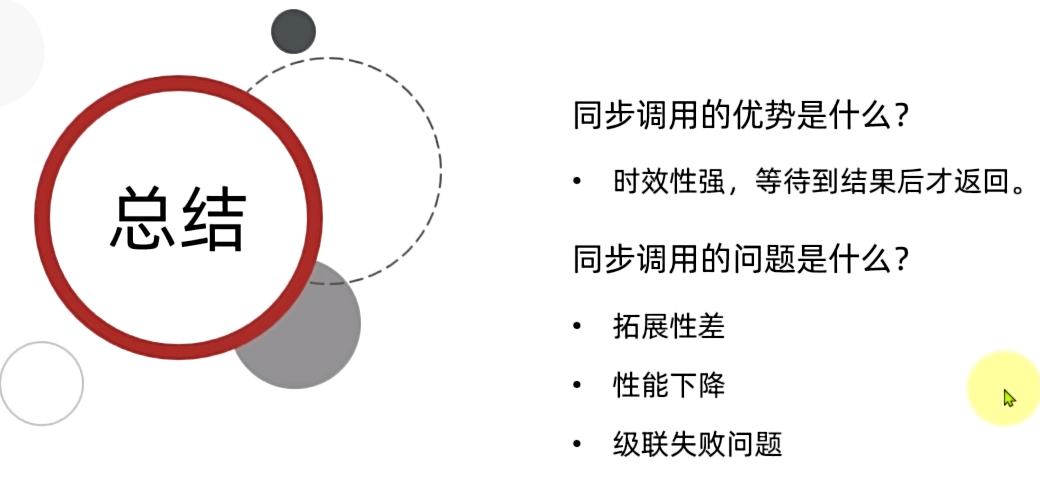 总结
同步调用的优势是什么？
• 时效性强，等待到结果后才返回。
同步调用的问题是什么？
• 拓展性差
• 性能下降
• 级联失败问题